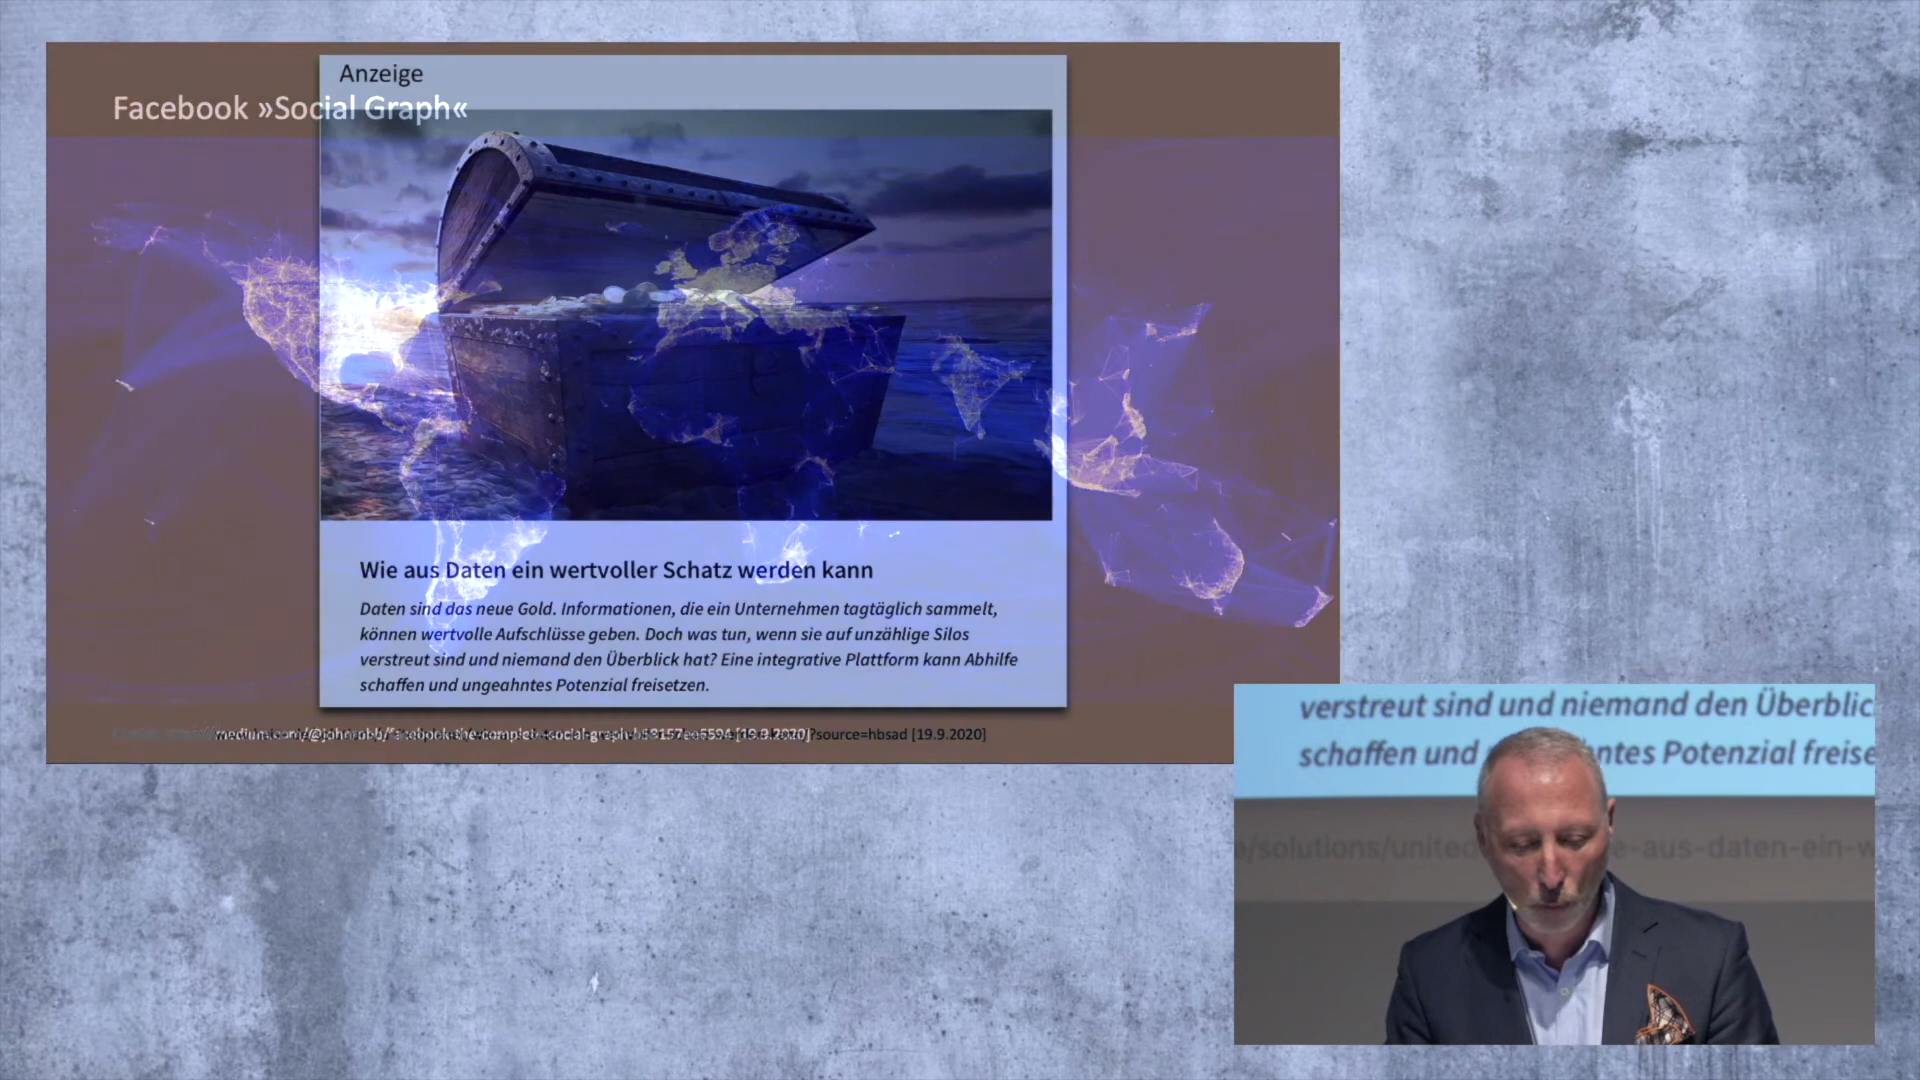 Anzeige
Facebook »Social Graph«
Wie aus Daten ein wertvoller Schatz werden kann
Daten sind das neue Gold. Informationen, die ein Unternehmen tagtäglich sammelt,
können wertvolle Aufschlüsse geben. Doch was tun, wenn sie auf unzählige Silos
verstreut sind und niemand den Überblick hat? Eine integrative Plattform kann Abhilfe
schaffen und ungeahntes Potenzial freisetzen.
[19.9.2020] ?source=hbsad [19.9.2020]
verstreut sind und niemand den Überblic
schaffen und ntes Potenzial freise
/solutions/united e-aus-daten-ein-w